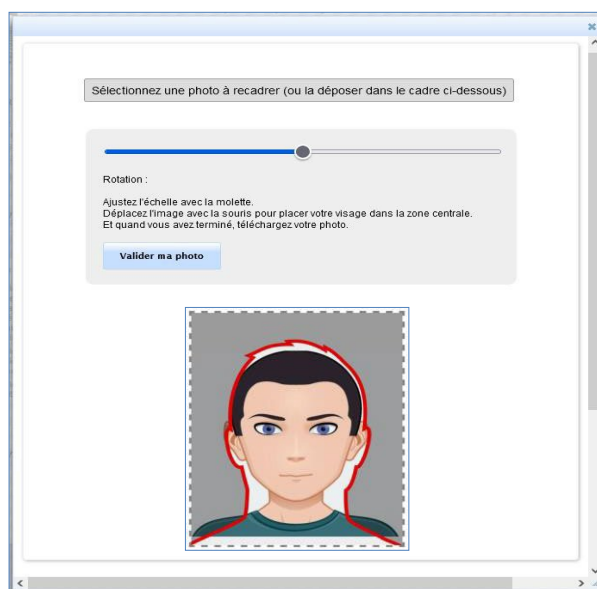 Sélectionnez une photo à recadrer (ou la déposer dans le cadre ci-dessous)
Rotation :
Ajustez l'échelle avec la molette.
Déplacez l'image avec la souris pour placer votre visage dans la zone centrale.
Et quand vous avez terminé, téléchargez votre photo.
Valider ma photo